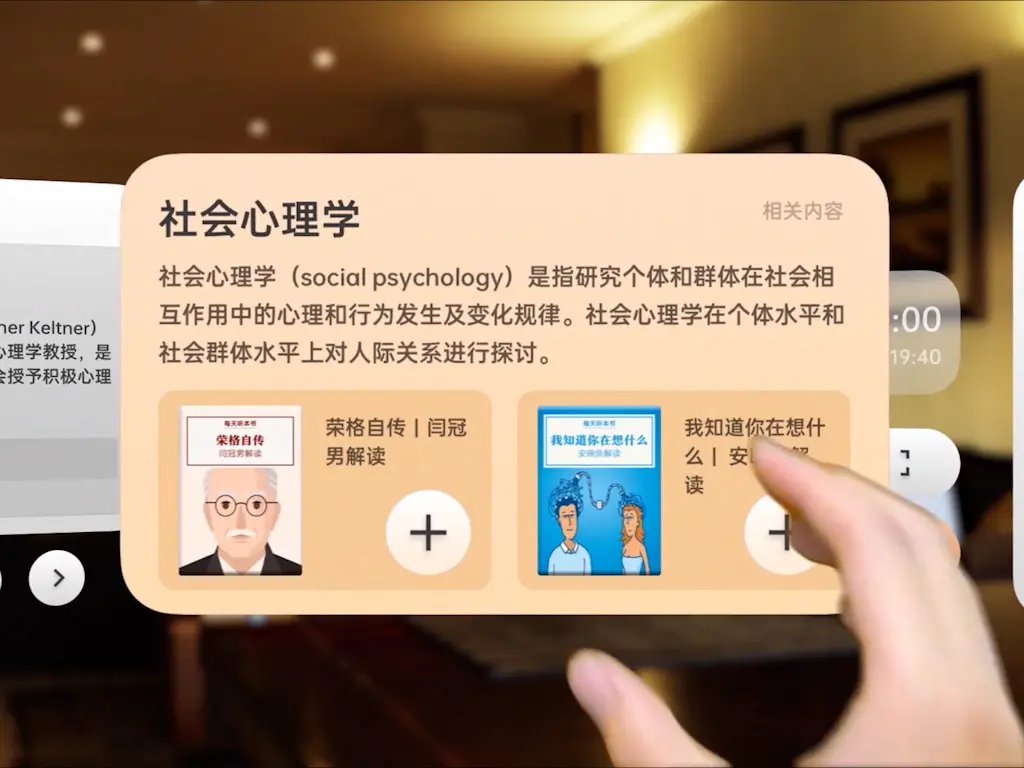 社会心理学
相关内容
社会心理学（social psychology）是指研究个体和群体在社会相
互作用中的心理和行为发生及变化规律。社会心理学在个体水平和
社会群体水平上对人际关系进行探讨。
每天听本书
荣格自传
闫冠男解读
荣格自传 | 闫冠
男解读
每天听本书
我知道你在想什么
我知道你在想什
么 | 安
读
ner Keltner）
心理学教授，是
会授予积极心理
:00
19:40